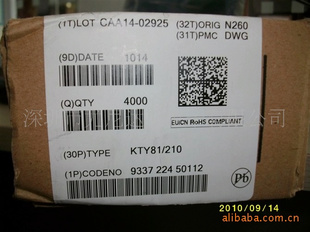 (1T)LOT CAA14-02925 (32T)ORIG N260
(31T)PMC DWG
(9D)DATE 1014
(Q)QTY 4000
EU/CN RoHS COMPLIANT
(30P)TYPE KTY81/210
(1P)CODENO 9337 224 50112
Pb
2010/09/14
alibaba.com.cn